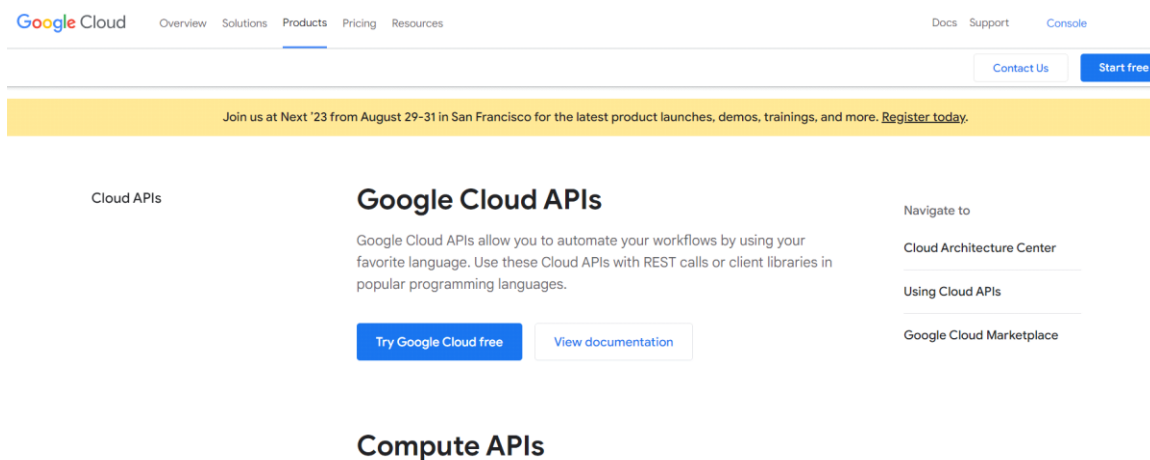 Google Cloud Overview Solutions Products Pricing Resources Docs Support Console
Contact Us Start free
Join us at Next '23 from August 29-31 in San Francisco for the latest product launches, demos, trainings, and more. Register today.
Cloud APIs
Google Cloud APIs
Google Cloud APIs allow you to automate your workflows by using your
favorite language. Use these Cloud APIs with REST calls or client libraries in
popular programming languages.
Try Google Cloud free View documentation
Navigate to
Cloud Architecture Center
Using Cloud APIs
Google Cloud Marketplace
Compute APIs